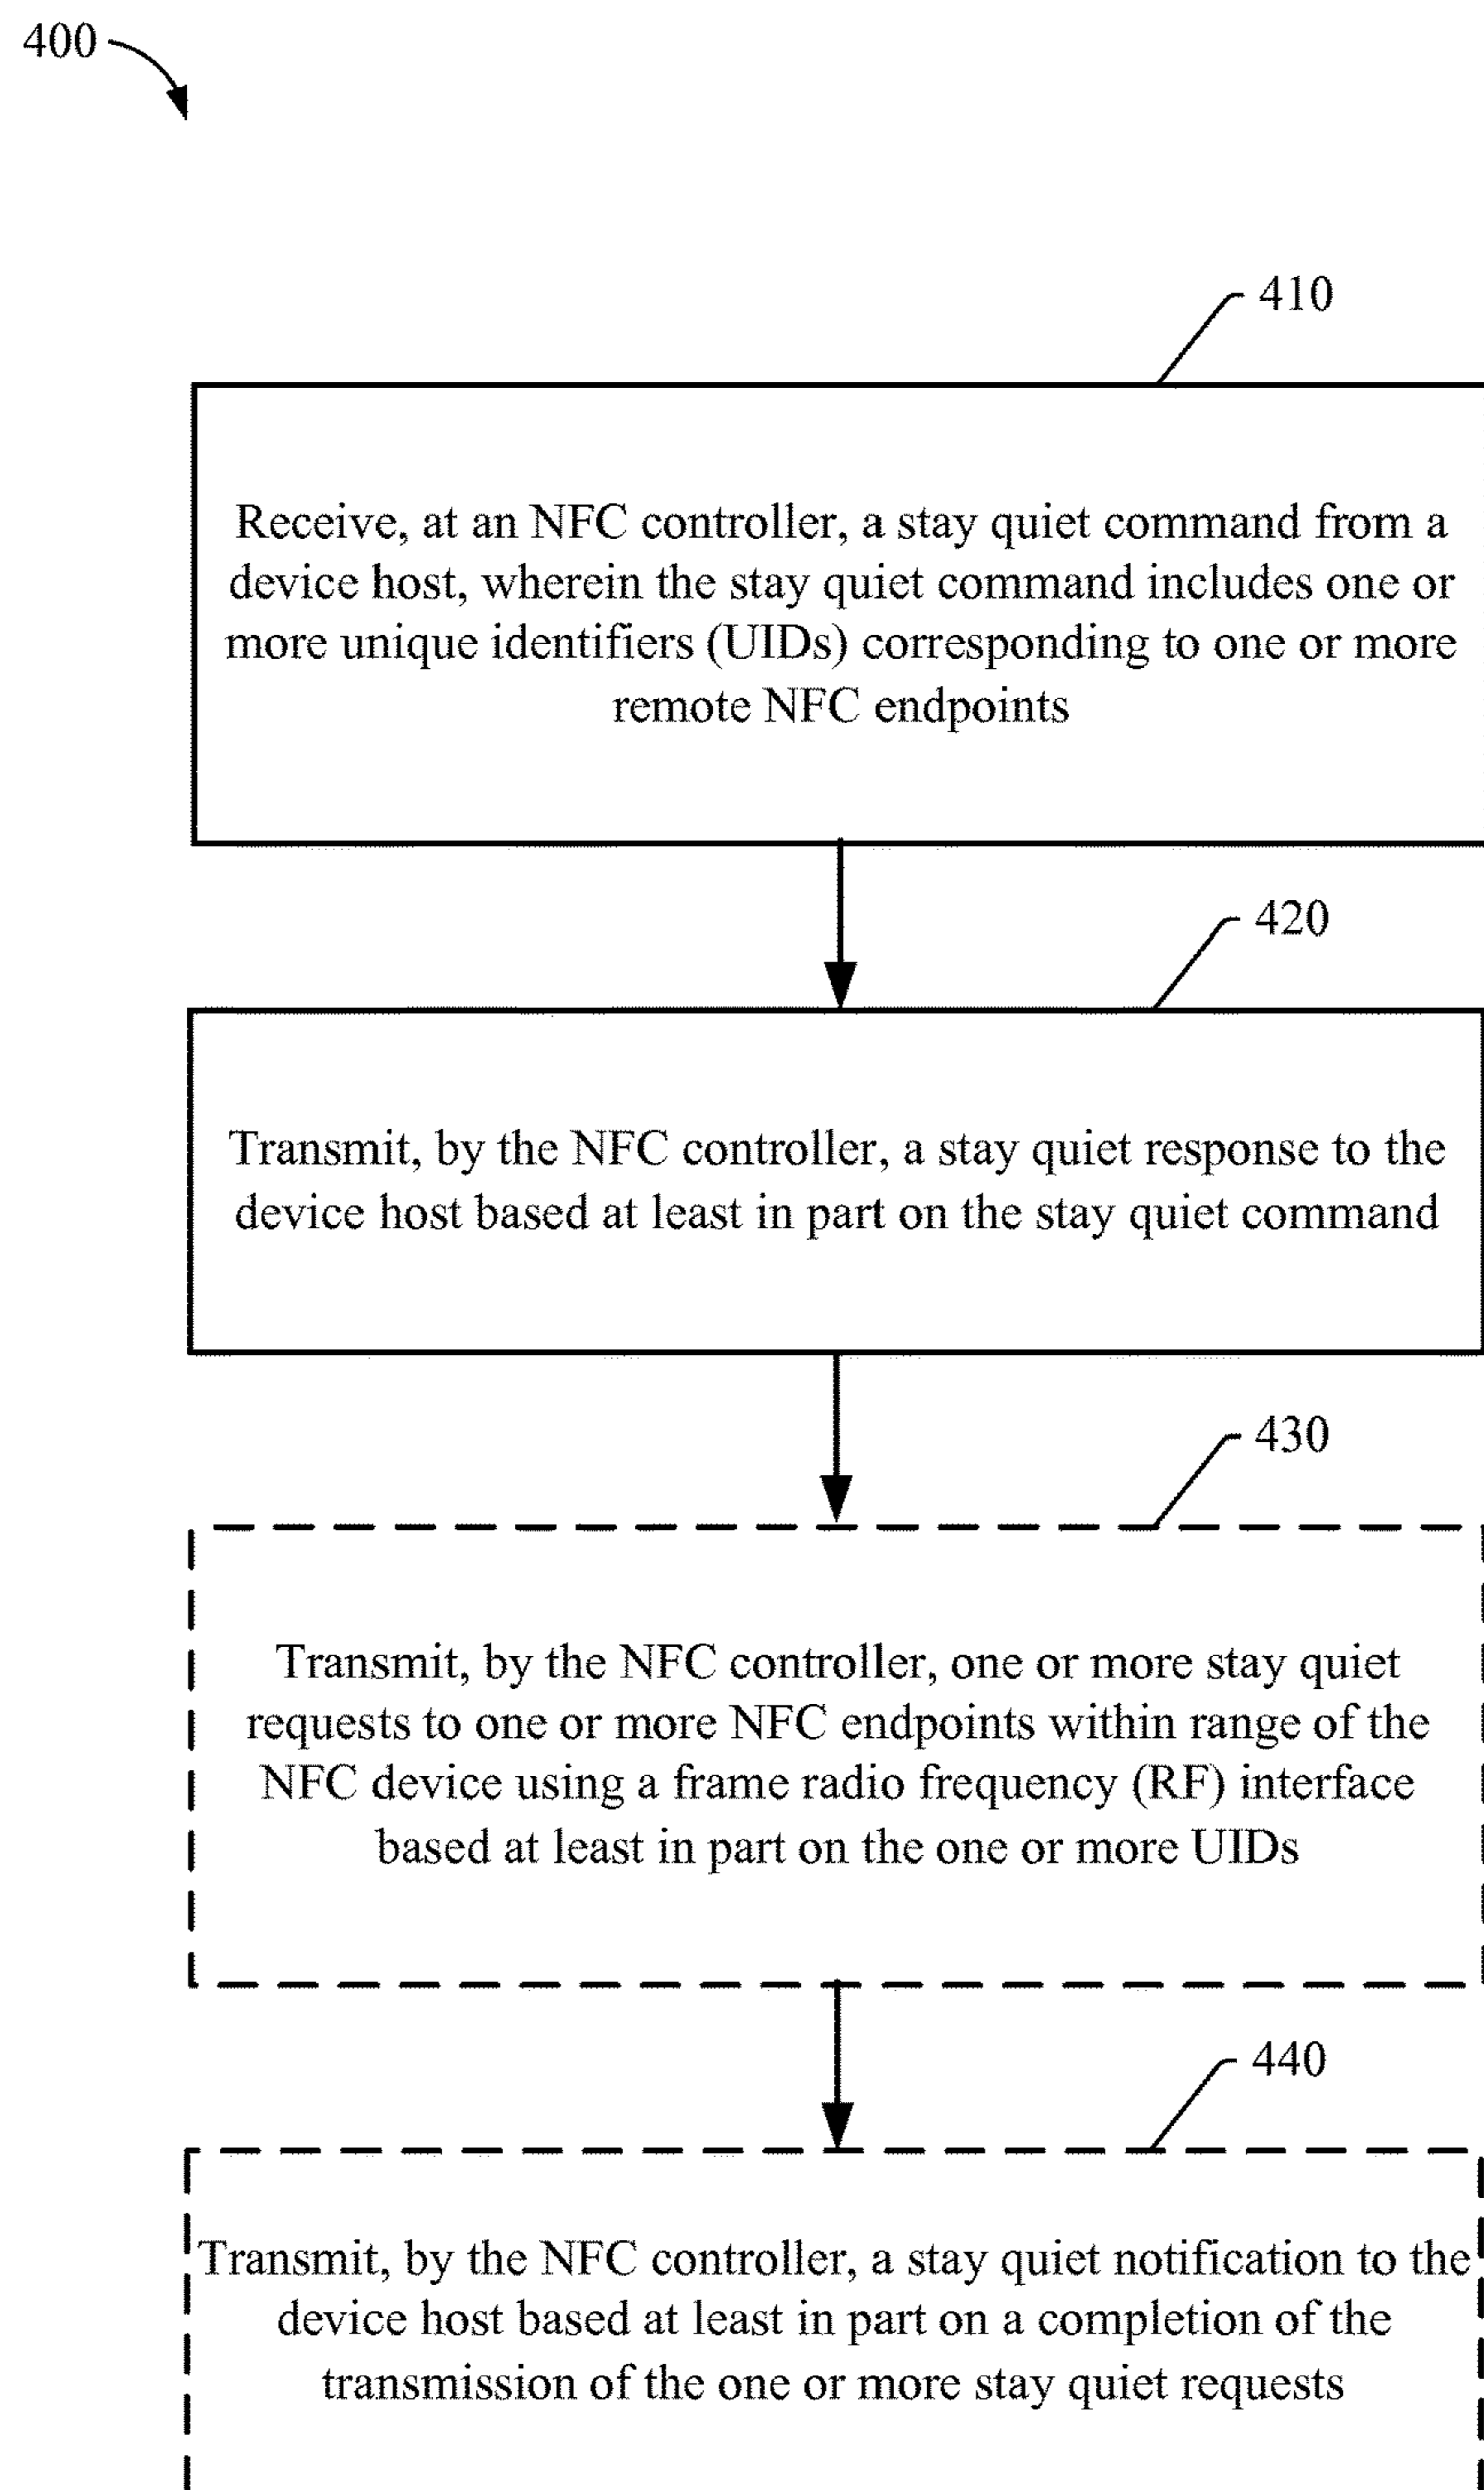 400
410
Receive, at an NFC controller, a stay quiet command from a
device host, wherein the stay quiet command includes one or
more unique identifiers (UIDs) corresponding to one or more
remote NFC endpoints
420
Transmit, by the NFC controller, a stay quiet response to the
device host based at least in part on the stay quiet command
430
Transmit, by the NFC controller, one or more stay quiet
requests to one or more NFC endpoints within range of the
NFC device using a frame radio frequency (RF) interface
based at least in part on the one or more UIDs
440
Transmit, by the NFC controller, a stay quiet notification to the
device host based at least in part on a completion of the
transmission of the one or more stay quiet requests